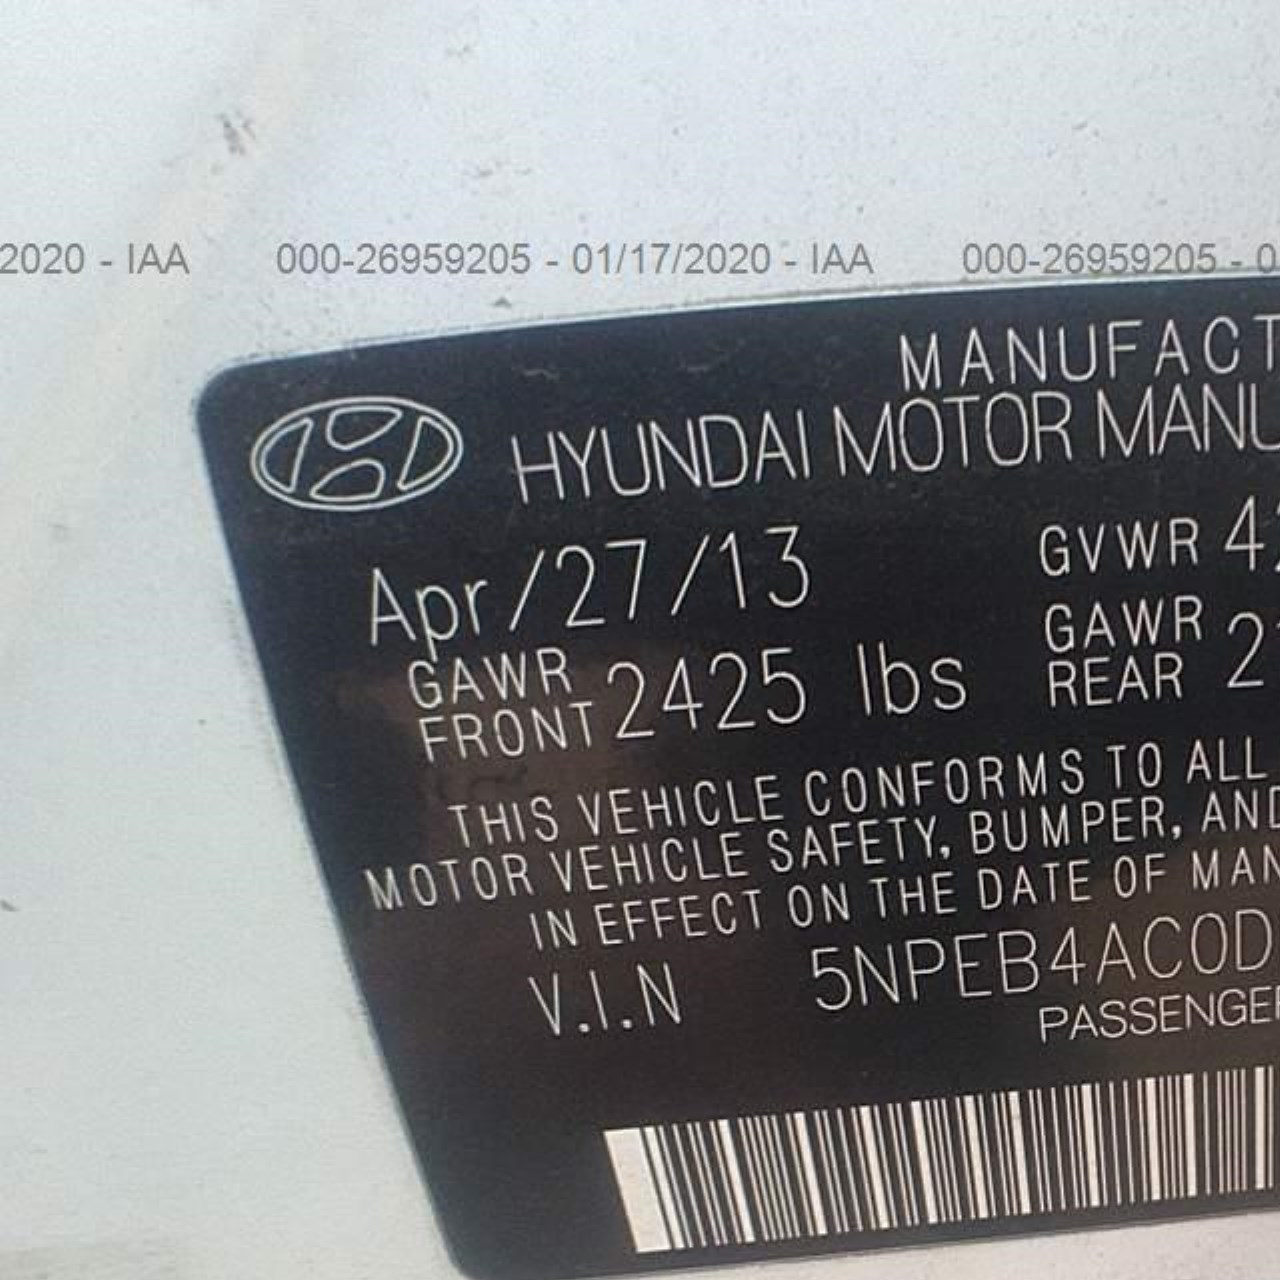 2020 - IAA 000-26959205 - 01/17/2020 - IAA 000-26959205 - 0
MANUFACT
HYUNDAI MOTOR MANU
Apr/27/13 GVWR 42
GAWR FRONT 2425 lbs GAWR REAR 21
THIS VEHICLE CONFORMS TO ALL
MOTOR VEHICLE SAFETY, BUMPER, AND
IN EFFECT ON THE DATE OF MAN
V.I.N 5NPEB4AC0D
PASSENGER